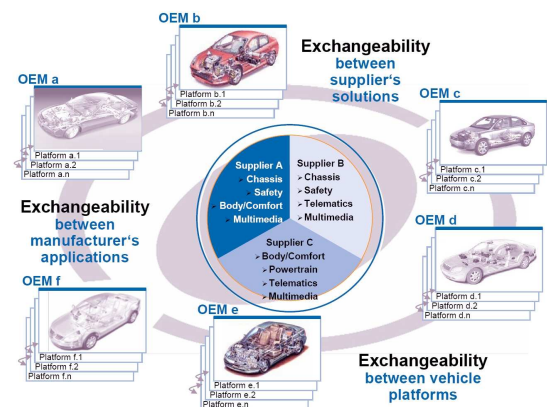 OEM b
Platform b.1
Platform b.2
Platform b.n
Exchangeability
between
supplier's
solutions
OEM a
Platform a.1
Platform a.2
Platform a.n
OEM c
Platform c.1
Platform c.2
Platform c.n
Supplier A
➢ Chassis
➢ Safety
➢ Body/Comfort
➢ Multimedia
Supplier B
➢ Chassis
➢ Safety
➢ Telematics
➢ Multimedia
Supplier C
➢ Body/Comfort
➢ Powertrain
➢ Telematics
➢ Multimedia
Exchangeability
between
manufacturer's
applications
OEM d
Platform d.1
Platform d.2
Platform d.n
OEM f
Platform f.1
Platform f.2
Platform f.n
OEM e
Platform e.1
Platform e.2
Platform e.n
Exchangeability
between vehicle
platforms